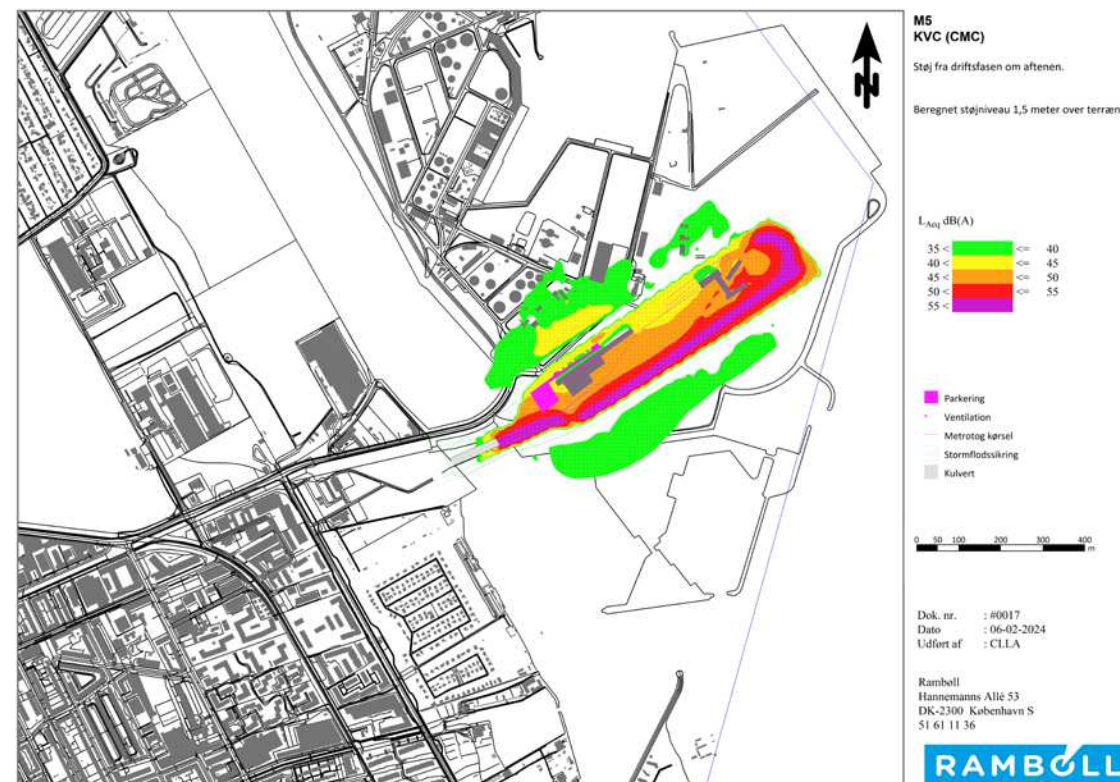 M5
KVC (CMC)
Støj fra driftsfasen om aftenen.
Beregnet støjniveau 1,5 meter over terræn
N
LAeq dB(A)
35 < <= 40
40 < <= 45
45 < <= 50
50 < <= 55
55 <
Parkering
Ventilation
Metrotog kørsel
Stormflodssikring
Kulvert
0 50 100 200 300 400
m
Dok. nr. : #0017
Dato : 06-02-2024
Udført af : CLLA
Rambøll
Hannemanns Allé 53
DK-2300 København S
51 61 11 36
RAMBOLL